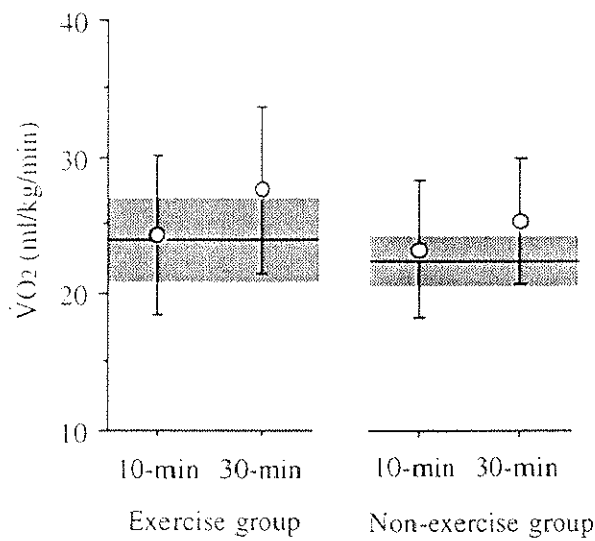 40
30
20
10
V̇O2 (ml/kg/min)
10-min 30-min 10-min 30-min
Exercise group Non-exercise group